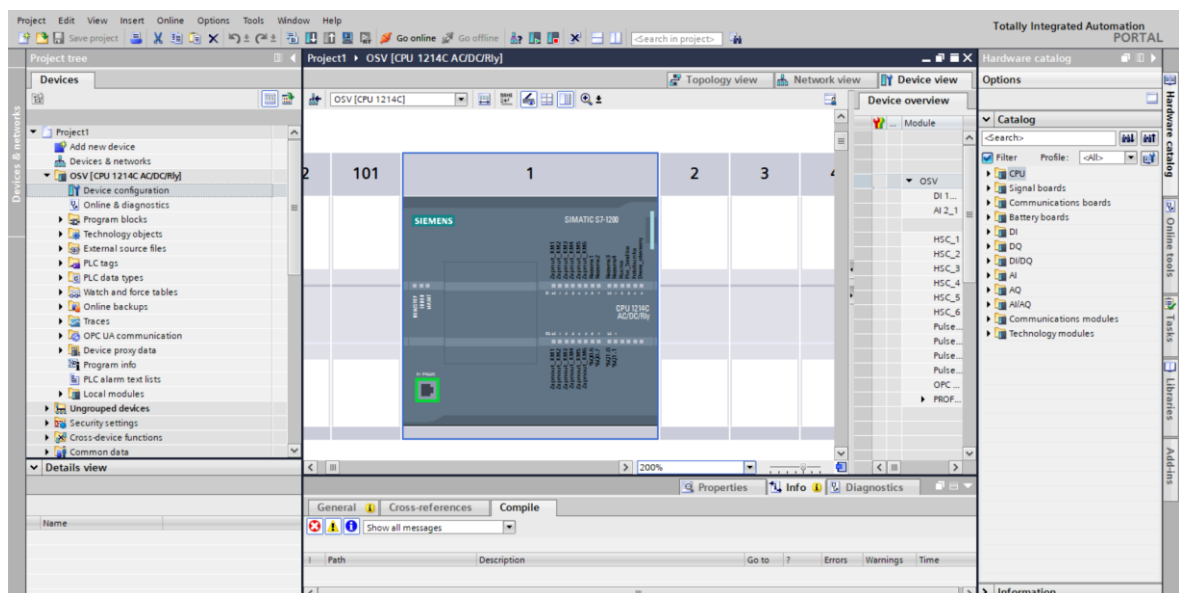 Project Edit View Insert Online Options Tools Window Help
Totally Integrated Automation
PORTAL
Save project
Go online
Go offline
<Search in project>
Project tree
Project1 ▸ OSV [CPU 1214C AC/DC/Rly]
Hardware catalog
Devices
Topology view
Network view
Device view
Options
OSV [CPU 1214C]
Device overview
Module
Project1
Add new device
Devices & networks
OSV [CPU 1214C AC/DC/Rly]
Device configuration
Online & diagnostics
Program blocks
Technology objects
External source files
PLC tags
PLC data types
Watch and force tables
Online backups
Traces
OPC UA communication
Device proxy data
Program info
PLC alarm text lists
Local modules
Ungrouped devices
Security settings
Cross-device functions
Common data
Details view
Name
2 101 1 2 3 4
SIEMENS
SIMATIC S7-1200
CPU 1214C
AC/DC/Rly
200%
OSV
DI 1...
AI 2_1
HSC_1
HSC_2
HSC_3
HSC_4
HSC_5
HSC_6
Pulse...
Pulse...
Pulse...
Pulse...
OPC ...
PROF...
Catalog
<Search>
Filter Profile: <All>
CPU
Signal boards
Communications boards
Battery boards
DI
DQ
DI/DQ
AI
AQ
AI/AQ
Communications modules
Technology modules
Information
Properties
Info
Diagnostics
General
Cross-references
Compile
Show all messages
! Path Description Go to ? Errors Warnings Time
Devices & networks
Hardware catalog
Online tools
Tasks
Libraries
Add-ins